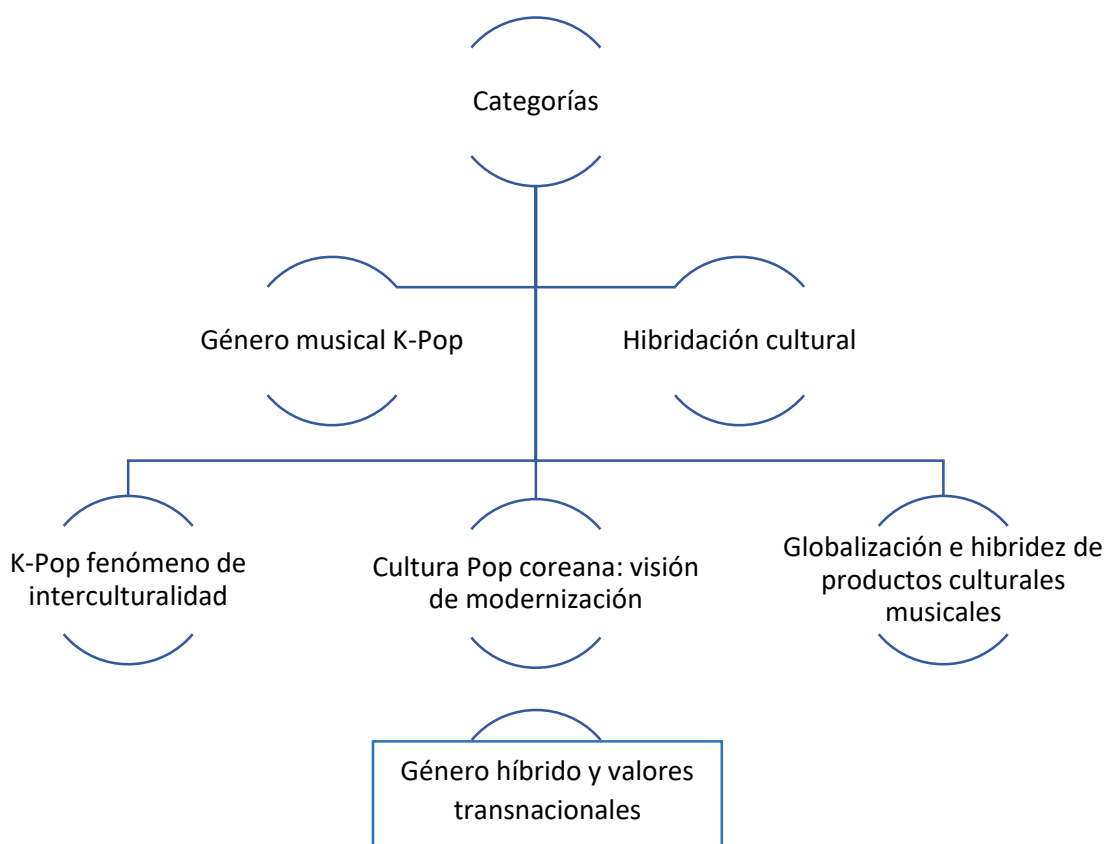 Categorías
Género musical K-Pop
Hibridación cultural
K-Pop fenómeno de
interculturalidad
Cultura Pop coreana: visión
de modernización
Globalización e hibridez de
productos culturales
musicales
Género híbrido y valores
transnacionales